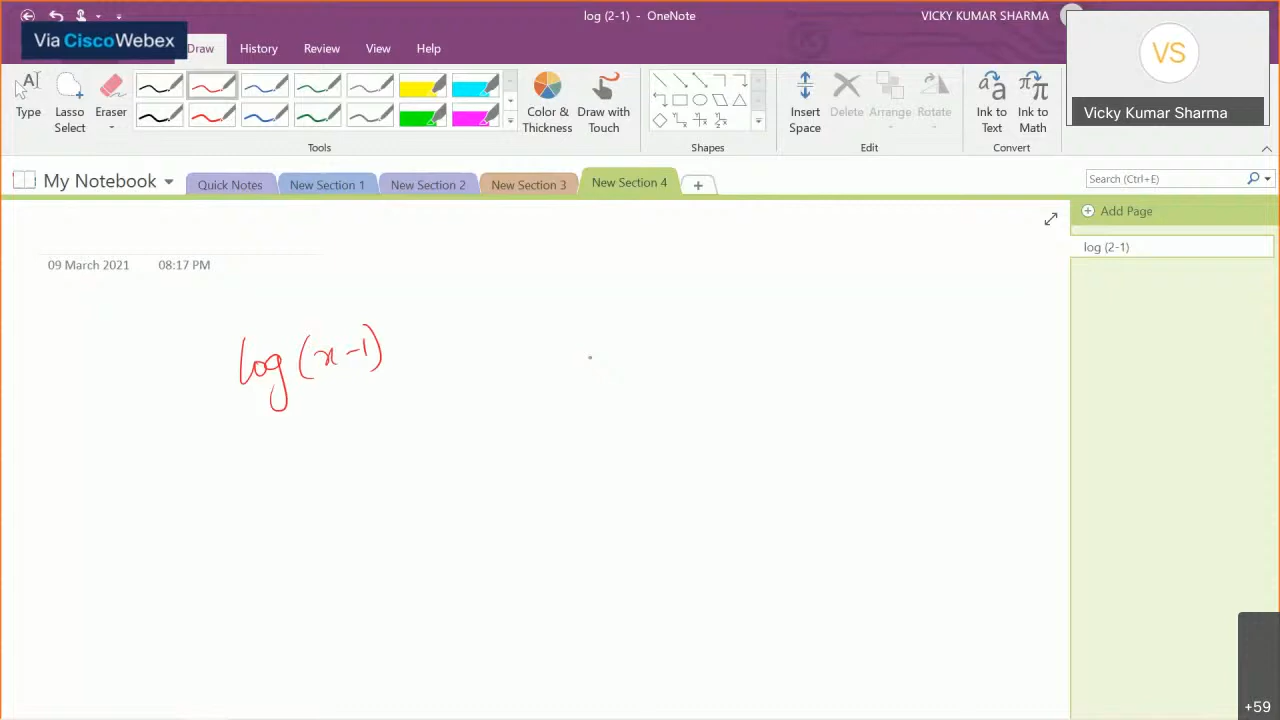 log (2-1) - OneNote
VICKY KUMAR SHARMA
Via CiscoWebex
Draw
History
Review
View
Help
VS
Vicky Kumar Sharma
Type
Lasso Select
Eraser
Color & Thickness
Draw with Touch
Insert Space
Delete
Arrange
Rotate
Ink to Text
Ink to Math
Tools
Shapes
Edit
Convert
My Notebook
Quick Notes
New Section 1
New Section 2
New Section 3
New Section 4
Search (Ctrl+E)
Add Page
log (2-1)
09 March 2021
08:17 PM
log (x-1)
+59